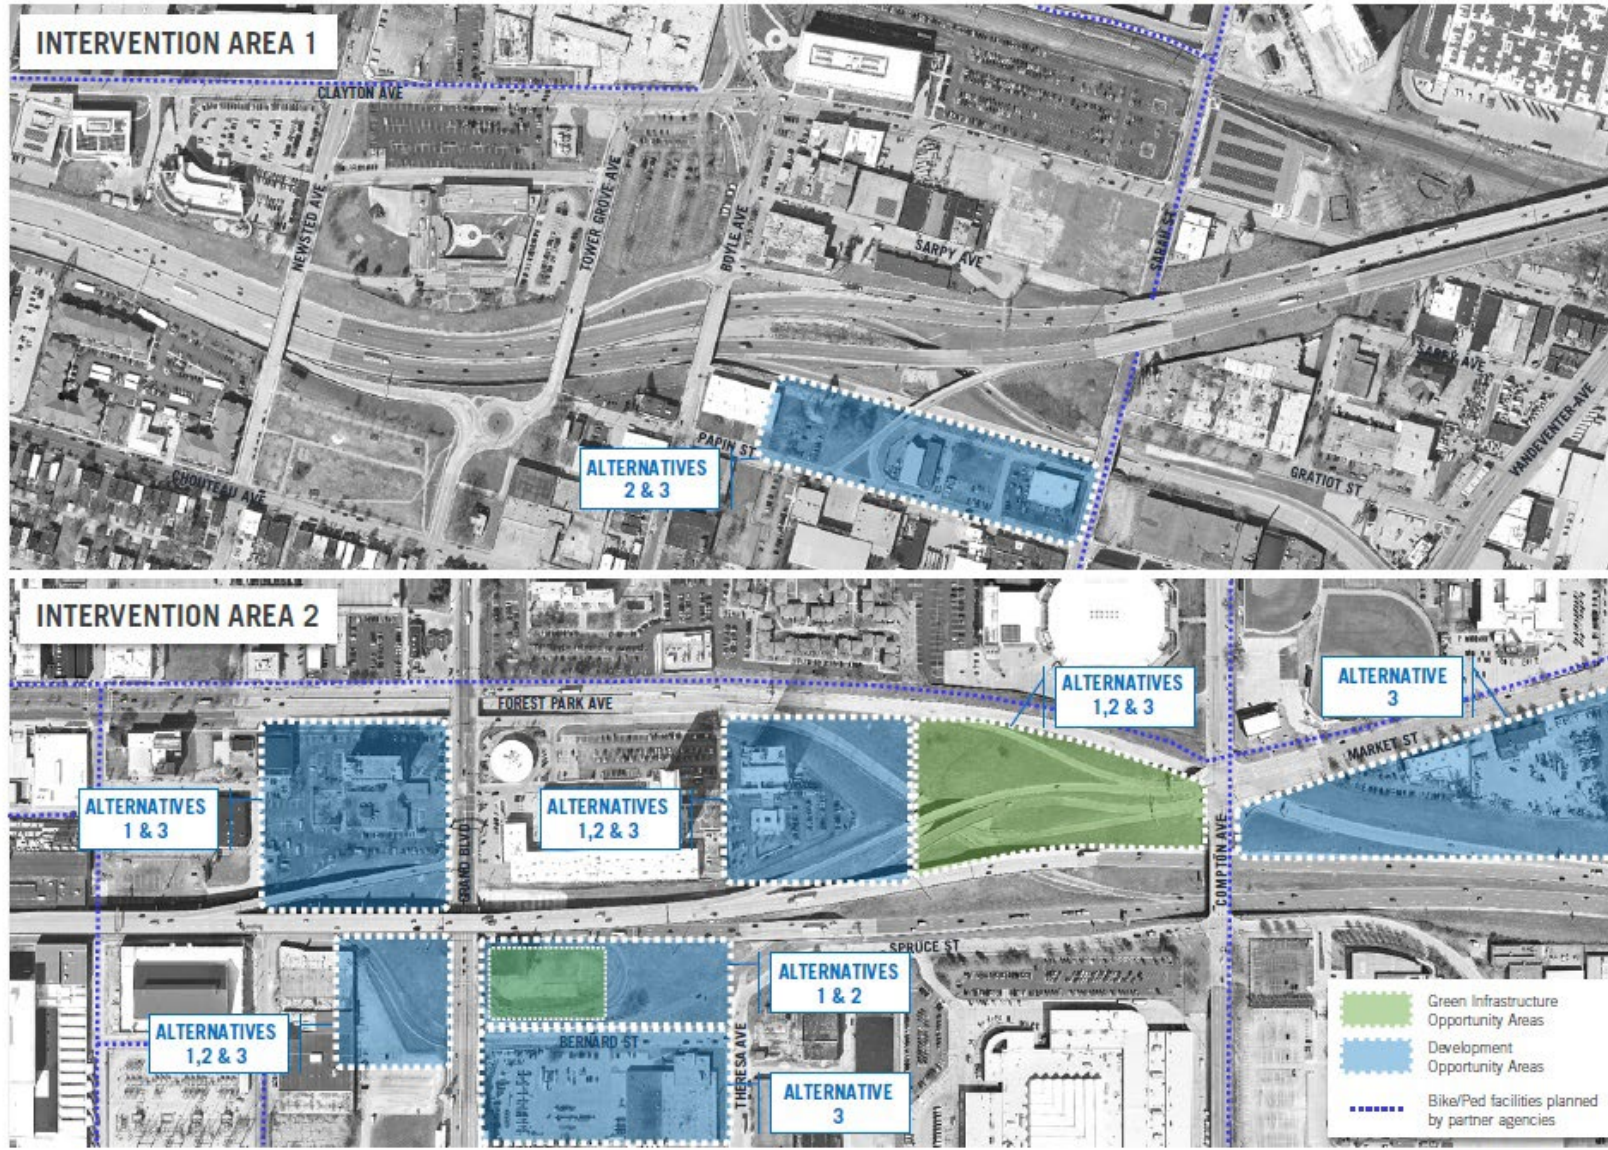 INTERVENTION AREA 1
CLAYTON AVE
NEWSTED AVE
TOWER GROVE AVE
BOYLE AVE
SARPY AVE
SARAH ST
SARPY AVE
VANDEVENTER AVE
PAPIN ST
ALTERNATIVES
2 & 3
GRATIOT ST
CHOUTEAU AVE
INTERVENTION AREA 2
FOREST PARK AVE
ALTERNATIVES
1,2 & 3
ALTERNATIVE
3
MARKET ST
ALTERNATIVES
1 & 3
ALTERNATIVES
1,2 & 3
GRAND BLVD
COMPTON AVE
SPRUCE ST
ALTERNATIVES
1 & 2
ALTERNATIVES
1,2 & 3
BERNARD ST
THERESA AVE
ALTERNATIVE
3
Green Infrastructure
Opportunity Areas
Development
Opportunity Areas
Bike/Ped facilities planned
by partner agencies